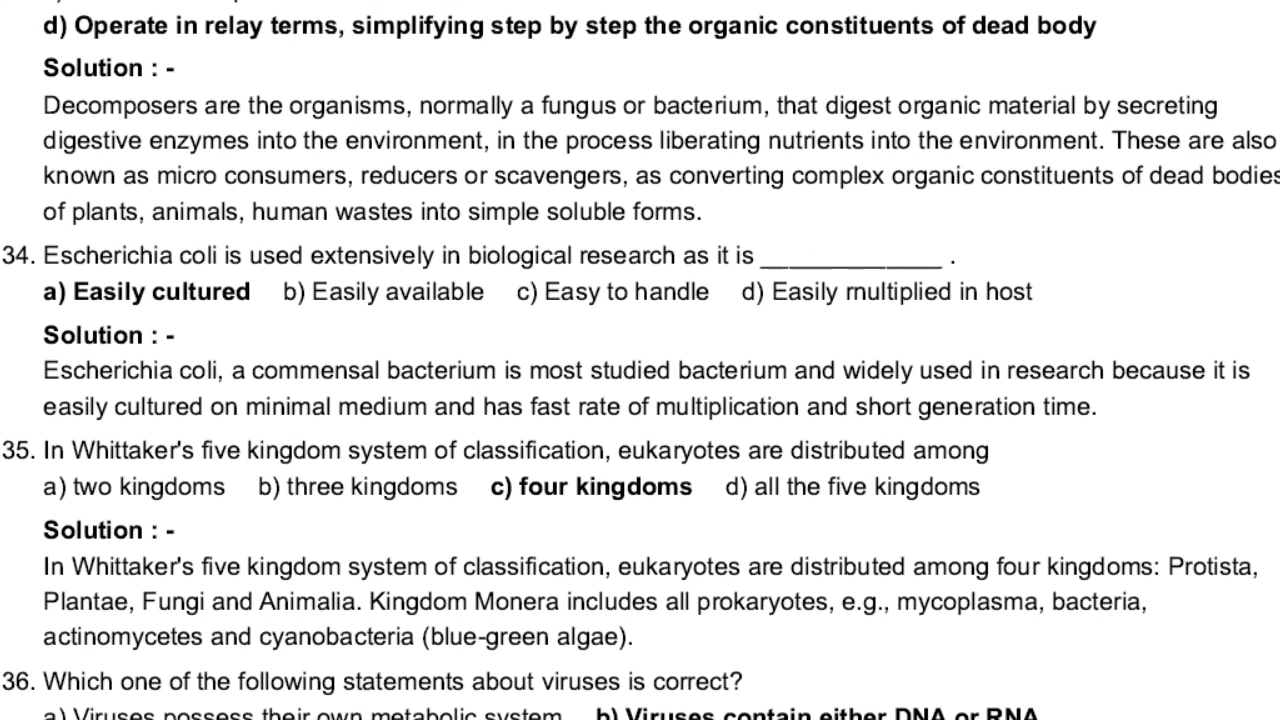 d) Operate in relay terms, simplifying step by step the organic constituents of dead body
Solution : -
Decomposers are the organisms, normally a fungus or bacterium, that digest organic material by secreting
digestive enzymes into the environment, in the process liberating nutrients into the environment. These are also
known as micro consumers, reducers or scavengers, as converting complex organic constituents of dead bodies
of plants, animals, human wastes into simple soluble forms.
34. Escherichia coli is used extensively in biological research as it is _____________ .
a) Easily cultured b) Easily available c) Easy to handle d) Easily multiplied in host
Solution : -
Escherichia coli, a commensal bacterium is most studied bacterium and widely used in research because it is
easily cultured on minimal medium and has fast rate of multiplication and short generation time.
35. In Whittaker's five kingdom system of classification, eukaryotes are distributed among
a) two kingdoms b) three kingdoms c) four kingdoms d) all the five kingdoms
Solution : -
In Whittaker's five kingdom system of classification, eukaryotes are distributed among four kingdoms: Protista,
Plantae, Fungi and Animalia. Kingdom Monera includes all prokaryotes, e.g., mycoplasma, bacteria,
actinomycetes and cyanobacteria (blue-green algae).
36. Which one of the following statements about viruses is correct?
a) Viruses possess their own metabolic system b) Viruses contain either DNA or RNA